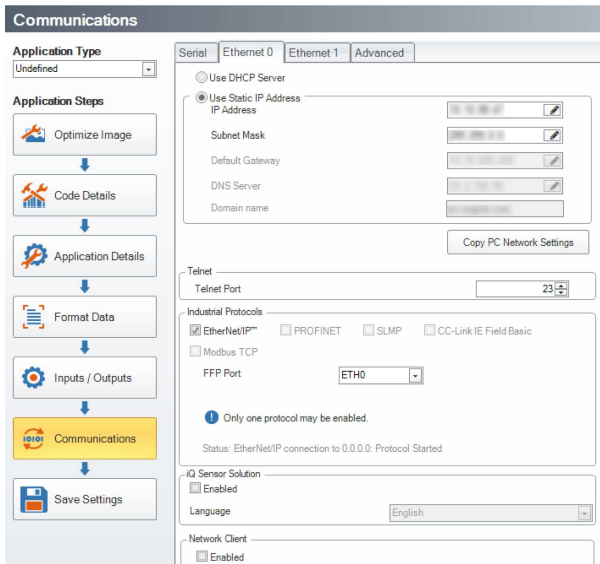 Communications
Application Type
Undefined
Application Steps
Optimize Image
Code Details
Application Details
Format Data
Inputs / Outputs
Communications
Save Settings
Serial Ethernet 0 Ethernet 1 Advanced
Use DHCP Server
Use Static IP Address
IP Address
Subnet Mask
Default Gateway
DNS Server
Domain name
Copy PC Network Settings
Telnet
Telnet Port 23
Industrial Protocols
EtherNet/IP™ PROFINET SLMP CC-Link IE Field Basic
Modbus TCP
FFP Port ETH0
Only one protocol may be enabled.
Status: EtherNet/IP connection to 0.0.0.0: Protocol Started
iQ Sensor Solution
Enabled
Language English
Network Client
Enabled